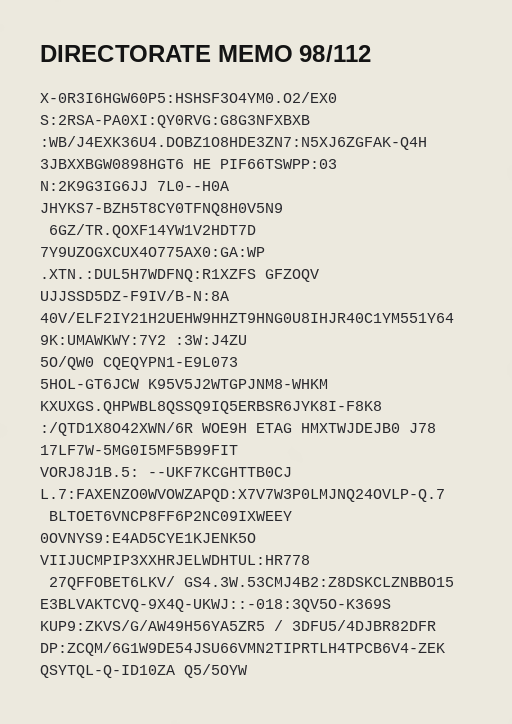 DIRECTORATE MEMO 98/112
X-0R3I6HGW60P5:HSHSF3O4YM0.O2/EX0
S:2RSA-PA0XI:QY0RVG:G8G3NFXBXB
:WB/J4EXK36U4.DOBZ1O8HDE3ZN7:N5XJ6ZGFAK-Q4H
3JBXXBGW0898HGT6 HE PIF66TSWPP:03
N:2K9G3IG6JJ 7L0--H0A
JHYKS7-BZH5T8CY0TFNQ8H0V5N9
6GZ/TR.QOXF14YW1V2HDT7D
7Y9UZOGXCUX4O775AX0:GA:WP
.XTN.:DUL5H7WDFNQ:R1XZFS GFZOQV
UJJSSD5DZ-F9IV/B-N:8A
40V/ELF2IY21H2UEHW9HHZT9HNG0U8IHJR40C1YM551Y64
9K:UMAWKWY:7Y2 :3W:J4ZU
5O/QW0 CQEQYPN1-E9L073
5HOL-GT6JCW K95V5J2WTGPJNM8-WHKM
KXUXGS.QHPWBL8QSSQ9IQ5ERBSR6JYK8I-F8K8
:/QTD1X8O42XWN/6R WOE9H ETAG HMXTWJDEJB0 J78
17LF7W-5MG0I5MF5B99FIT
VORJ8J1B.5: --UKF7KCGHTTB0CJ
L.7:FAXENZO0WVOWZAPQD:X7V7W3P0LMJNQ24OVLP-Q.7
BLTOET6VNCP8FF6P2NC09IXWEEY
0OVNYS9:E4AD5CYE1KJENK5O
VIIJUCMPIP3XXHRJELWDHTUL:HR778
27QFFOBET6LKV/ GS4.3W.53CMJ4B2:Z8DSKCLZNBBO15
E3BLVAKTCVQ-9X4Q-UKWJ::-018:3QV5O-K369S
KUP9:ZKVS/G/AW49H56YA5ZR5 / 3DFU5/4DJBR82DFR
DP:ZCQM/6G1W9DE54JSU66VMN2TIPRTLH4TPCB6V4-ZEK
QSYTQL-Q-ID10ZA Q5/5OYW